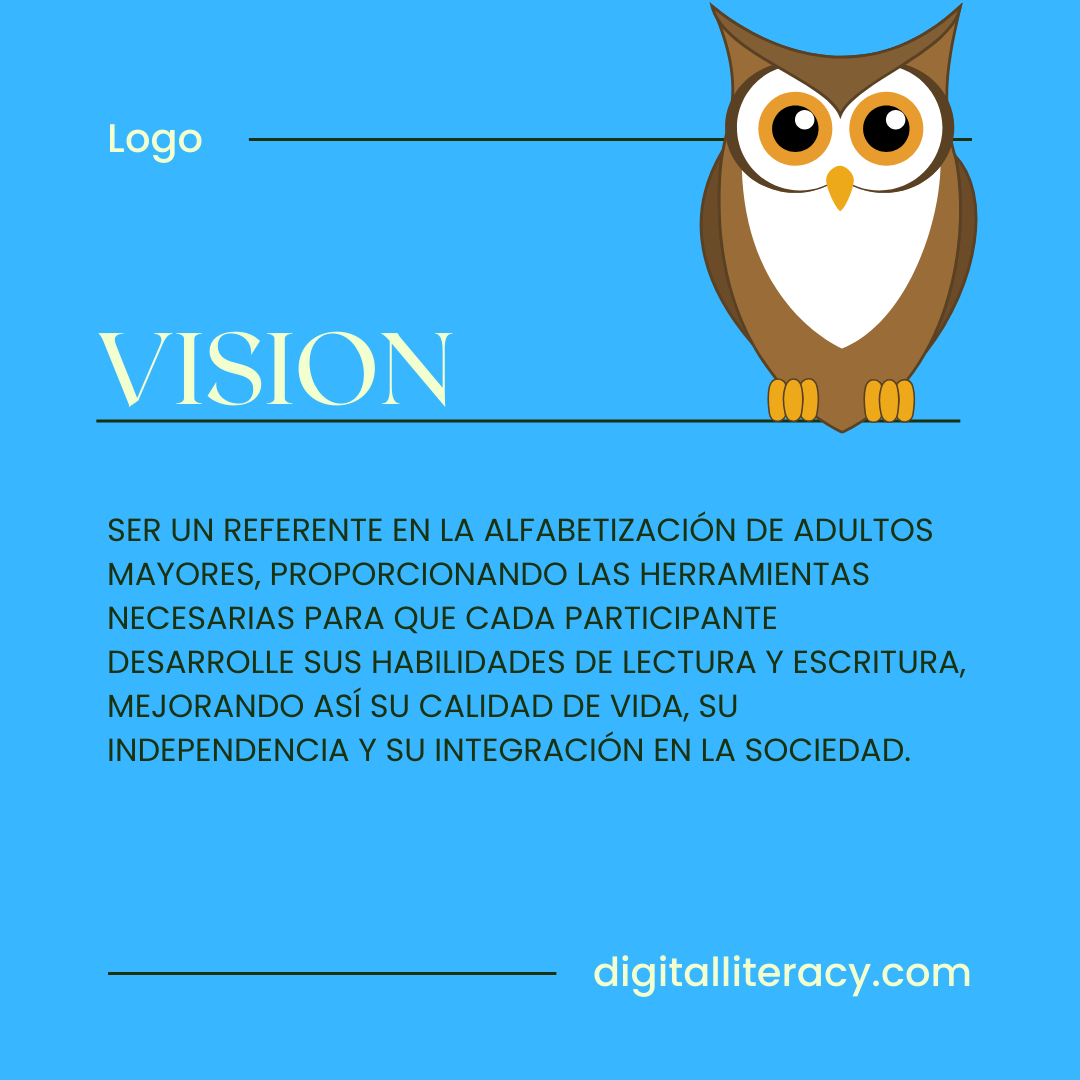 Logo
VISION
SER UN REFERENTE EN LA ALFABETIZACIÓN DE ADULTOS
MAYORES, PROPORCIONANDO LAS HERRAMIENTAS
NECESARIAS PARA QUE CADA PARTICIPANTE
DESARROLLE SUS HABILIDADES DE LECTURA Y ESCRITURA,
MEJORANDO ASÍ SU CALIDAD DE VIDA, SU
INDEPENDENCIA Y SU INTEGRACIÓN EN LA SOCIEDAD.
digitalliteracy.com